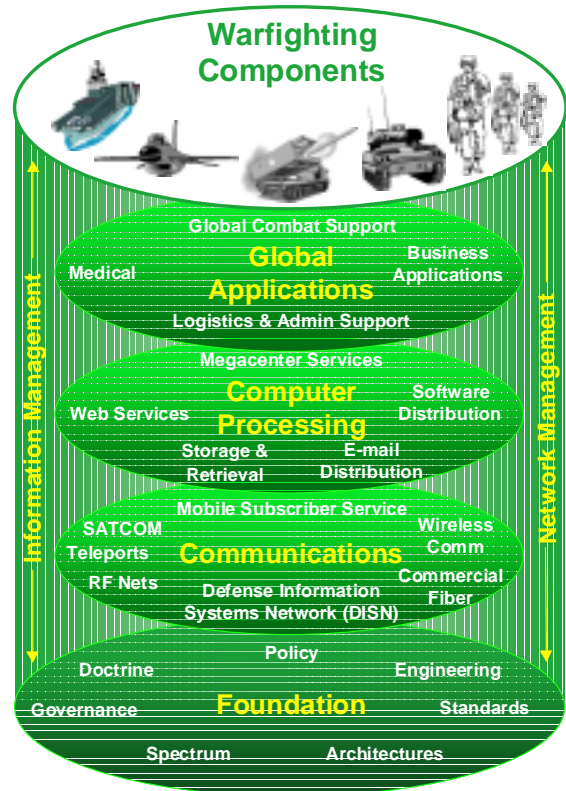 Warfighting
Components
Information Management
Network Management
Global Combat Support
Global
Applications
Medical
Business
Applications
Logistics & Admin Support
Megacenter Services
Computer
Processing
Web Services
Software
Distribution
Storage &
Retrieval
E-mail
Distribution
Mobile Subscriber Service
SATCOM
Teleports
Communications
Wireless
Comm
RF Nets
Commercial
Fiber
Defense Information
Systems Network (DISN)
Policy
Doctrine
Engineering
Governance
Foundation
Standards
Spectrum
Architectures